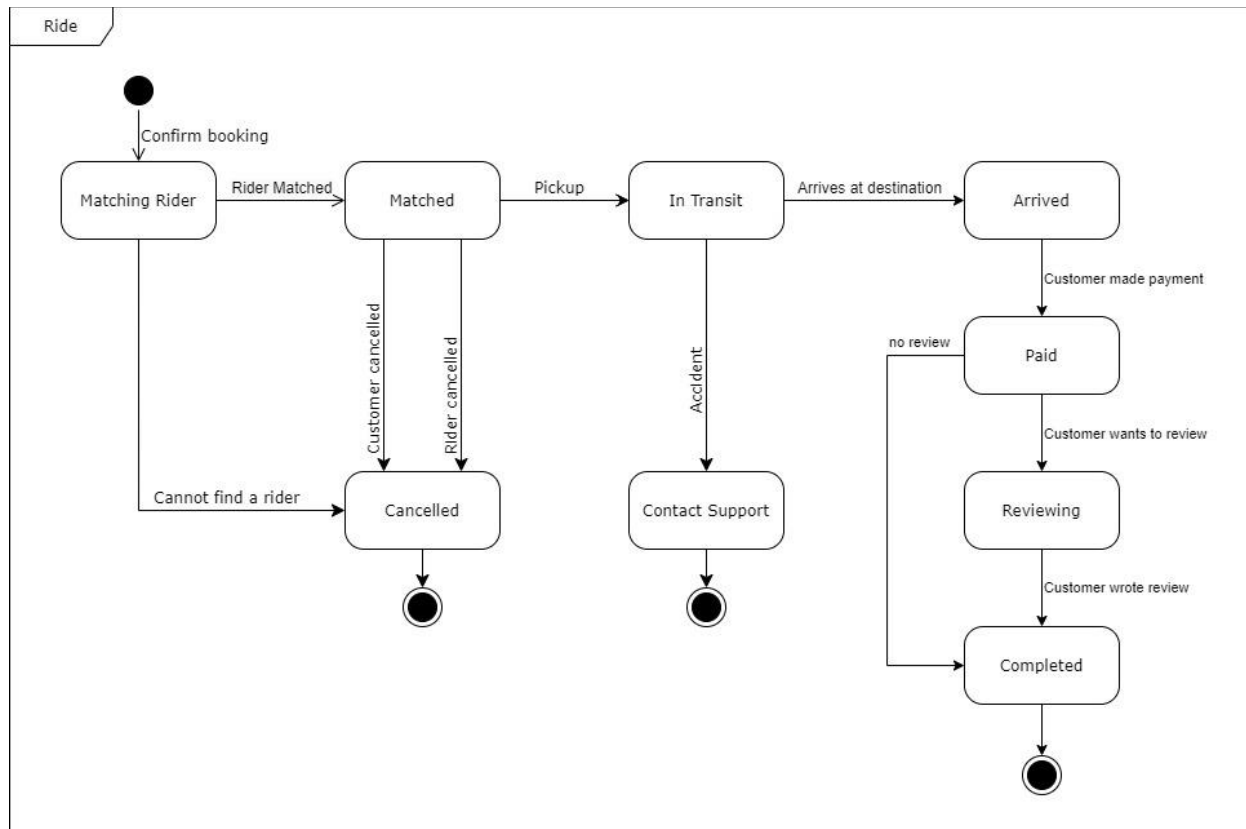 Ride
Confirm booking
Matching Rider
Rider Matched
Matched
Pickup
In Transit
Arrives at destination
Arrived
Customer made payment
no review
Paid
Customer cancelled
Rider cancelled
Accident
Customer wants to review
Cannot find a rider
Cancelled
Contact Support
Reviewing
Customer wrote review
Completed